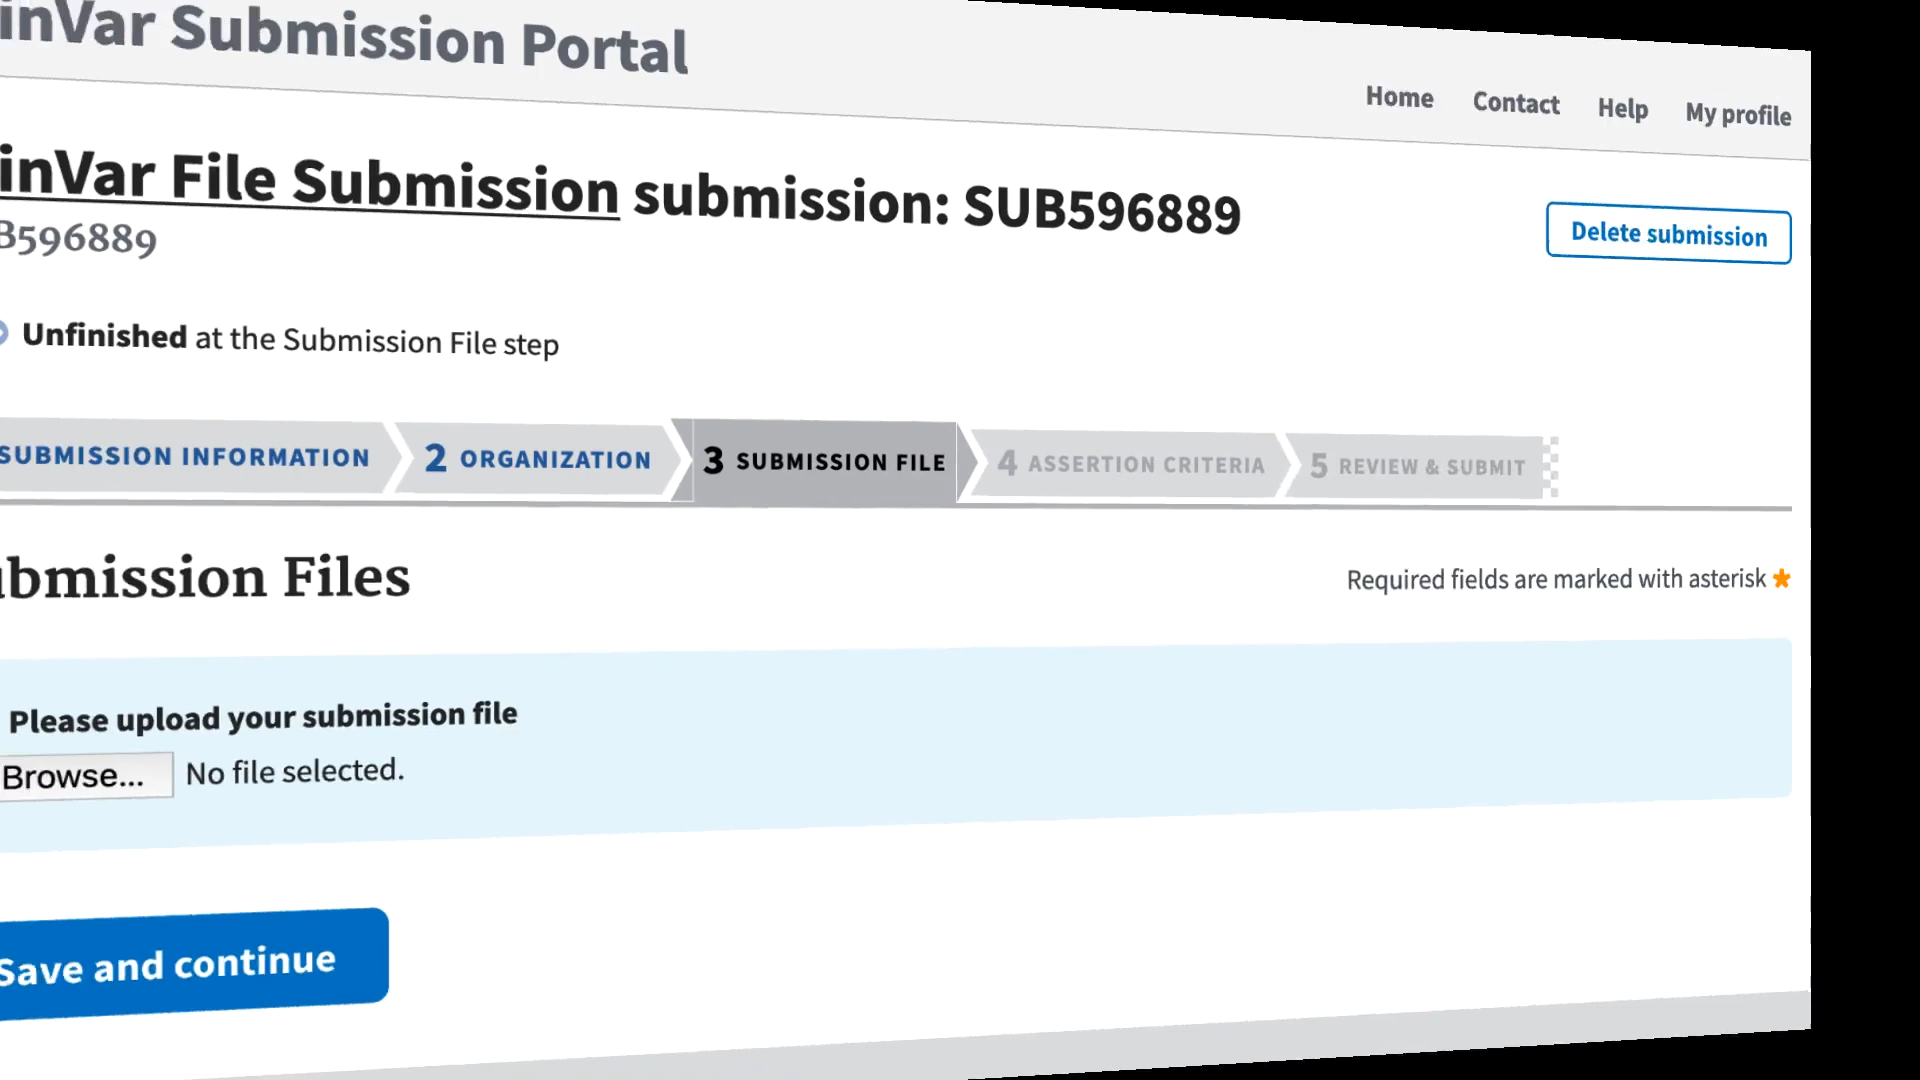 inVar Submission Portal
Home Contact Help My profile
inVar File Submission submission: SUB596889
B596889
Delete submission
Unfinished at the Submission File step
SUBMISSION INFORMATION 2 ORGANIZATION 3 SUBMISSION FILE 4 ASSERTION CRITERIA 5 REVIEW & SUBMIT
ubmission Files
Required fields are marked with asterisk *
Please upload your submission file
Browse... No file selected.
Save and continue